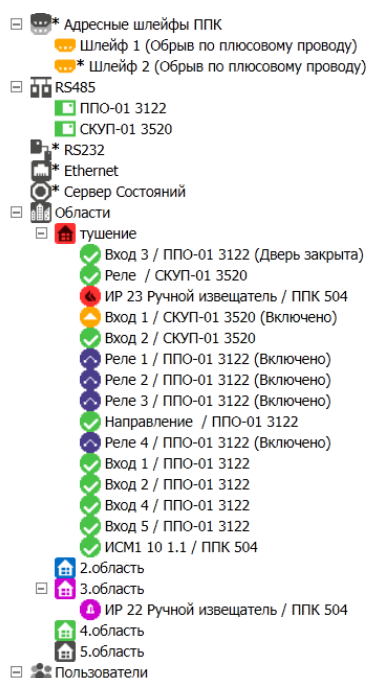 * Адресные шлейфы ППК
Шлейф 1 (Обрыв по плюсовому проводу)
* Шлейф 2 (Обрыв по плюсовому проводу)
RS485
ППО-01 3122
СКУП-01 3520
* RS232
* Ethernet
* Сервер Состояний
Области
тушение
Вход 3 / ППО-01 3122 (Дверь закрыта)
Реле / СКУП-01 3520
ИР 23 Ручной извещатель / ППК 504
Вход 1 / СКУП-01 3520 (Включено)
Вход 2 / СКУП-01 3520
Реле 1 / ППО-01 3122 (Включено)
Реле 2 / ППО-01 3122 (Включено)
Реле 3 / ППО-01 3122 (Включено)
Направление / ППО-01 3122
Реле 4 / ППО-01 3122 (Включено)
Вход 1 / ППО-01 3122
Вход 2 / ППО-01 3122
Вход 4 / ППО-01 3122
Вход 5 / ППО-01 3122
ИСМ1 10 1.1 / ППК 504
2.область
3.область
ИР 22 Ручной извещатель / ППК 504
4.область
5.область
Пользователи